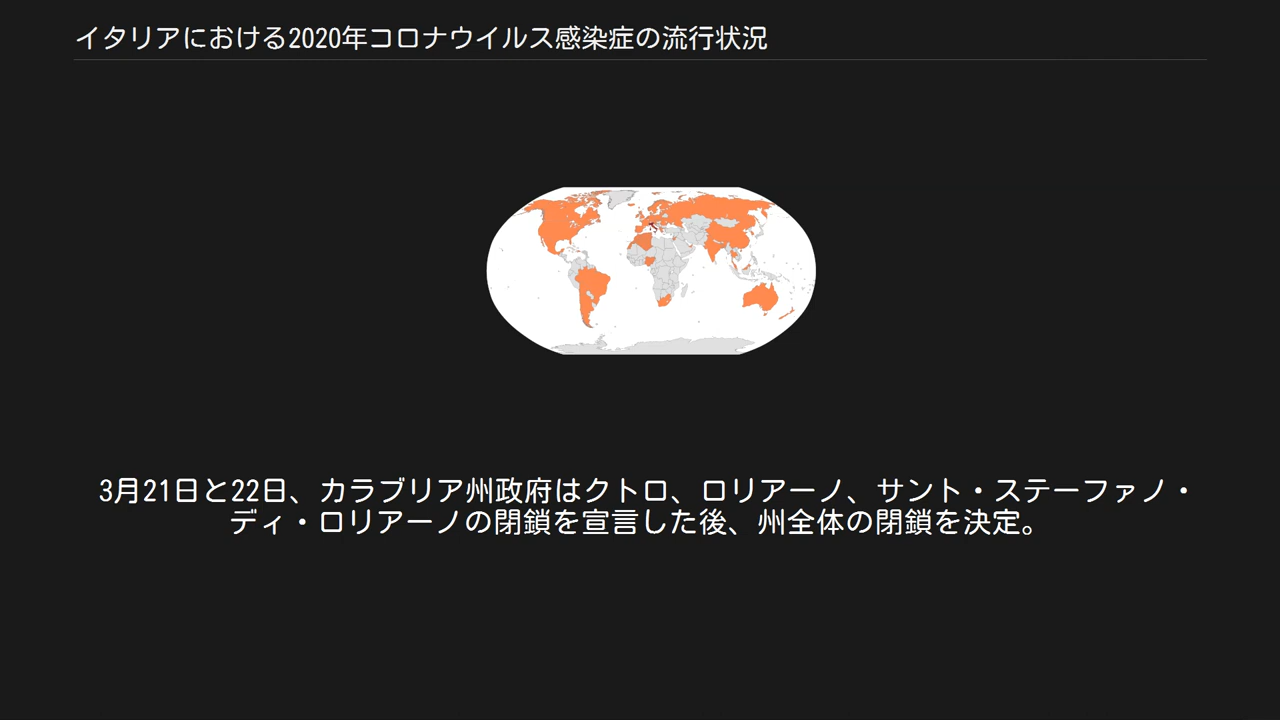 イタリアにおける2020年コロナウイルス感染症の流行状況
3月21日と22日、カラブリア州政府はクトロ、ロリアーノ、サント・ステーファノ・
ディ・ロリアーノの閉鎖を宣言した後、州全体の閉鎖を決定。